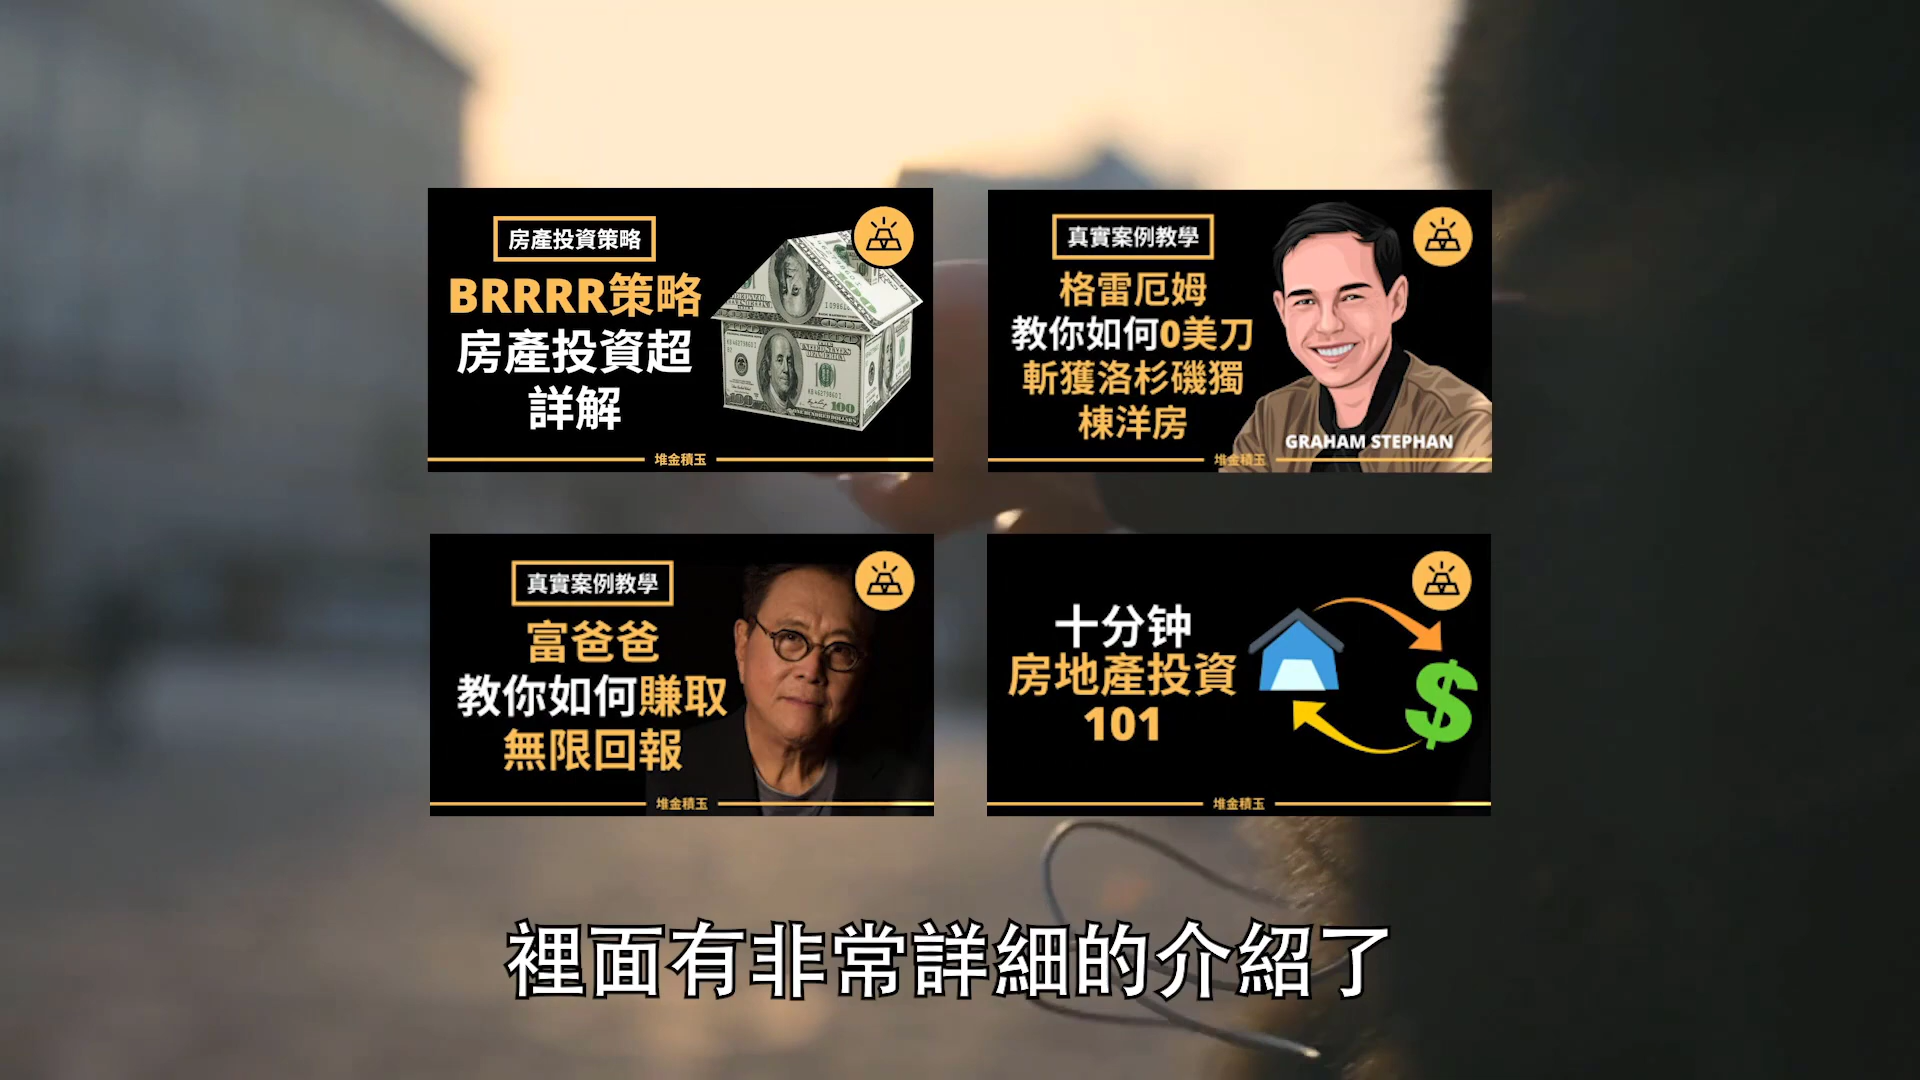 房產投資策略
BRRRR策略
房產投資超
詳解
堆金積玉
真實案例教學
格雷厄姆
教你如何0美刀
斬獲洛杉磯獨
棟洋房
GRAHAM STEPHAN
堆金積玉
真實案例教學
富爸爸
教你如何賺取
無限回報
堆金積玉
十分钟
房地產投資
101
堆金積玉
裡面有非常詳細的介紹了